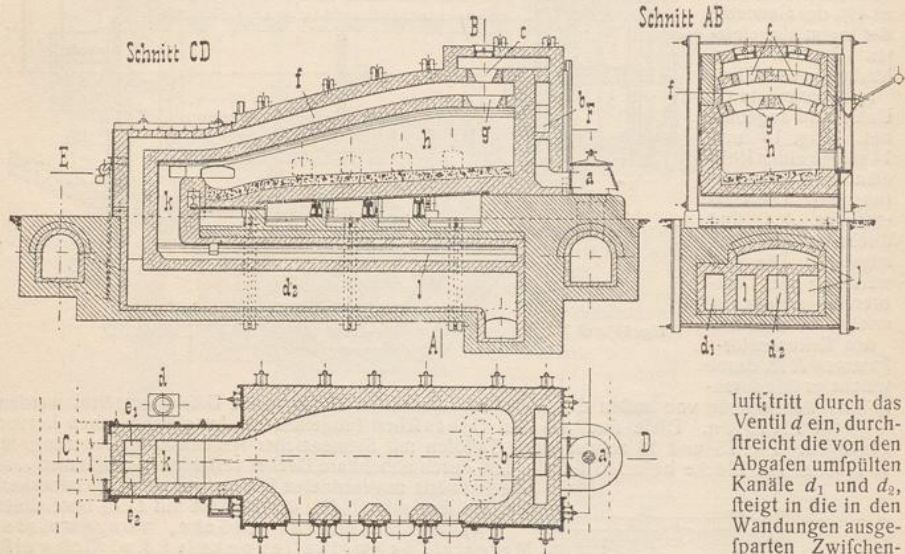 Schnitt AB
Schnitt CD
B
c
f
b
F
g
h
E
a
k
l
d₂
A
c
f
g
h
l
d₁
d₂
d
e₁
C
l
k
b
a
D
e₂
luft tritt durch das
Ventil d ein, durch-
ſtreicht die von den
Abgaſen umſpülten
Kanäle d₁ und d₂,
ſteigt in die in den
Wandungen ausge-
ſparten Zwiſchen-